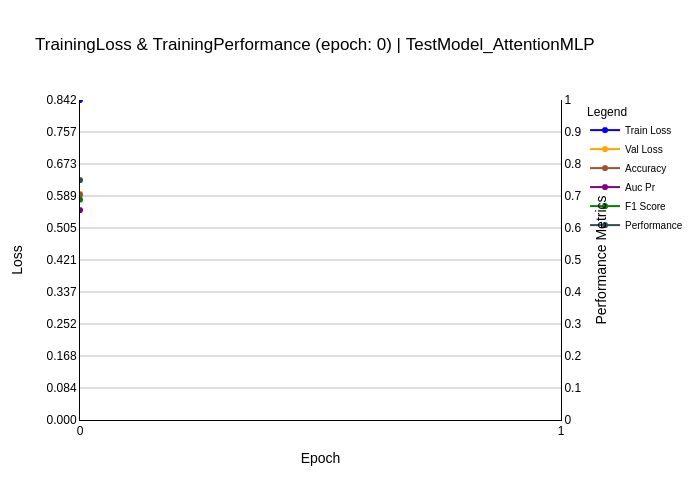 TrainingLoss & TrainingPerformance (epoch: 0) | TestModel_AttentionMLP
0.842
0.757
0.673
0.589
0.505
0.421
0.337
0.252
0.168
0.084
0.000
Loss
0
1
Epoch
1
0.9
0.8
0.7
0.6
0.5
0.4
0.3
0.2
0.1
0
Performance Metrics
Legend
Train Loss
Val Loss
Accuracy
Auc Pr
F1 Score
Performance